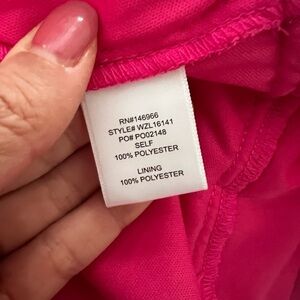 RN#146966
STYLE# WZL16141
PO# PO02148
SELF
100% POLYESTER
LINING
100% POLYESTER